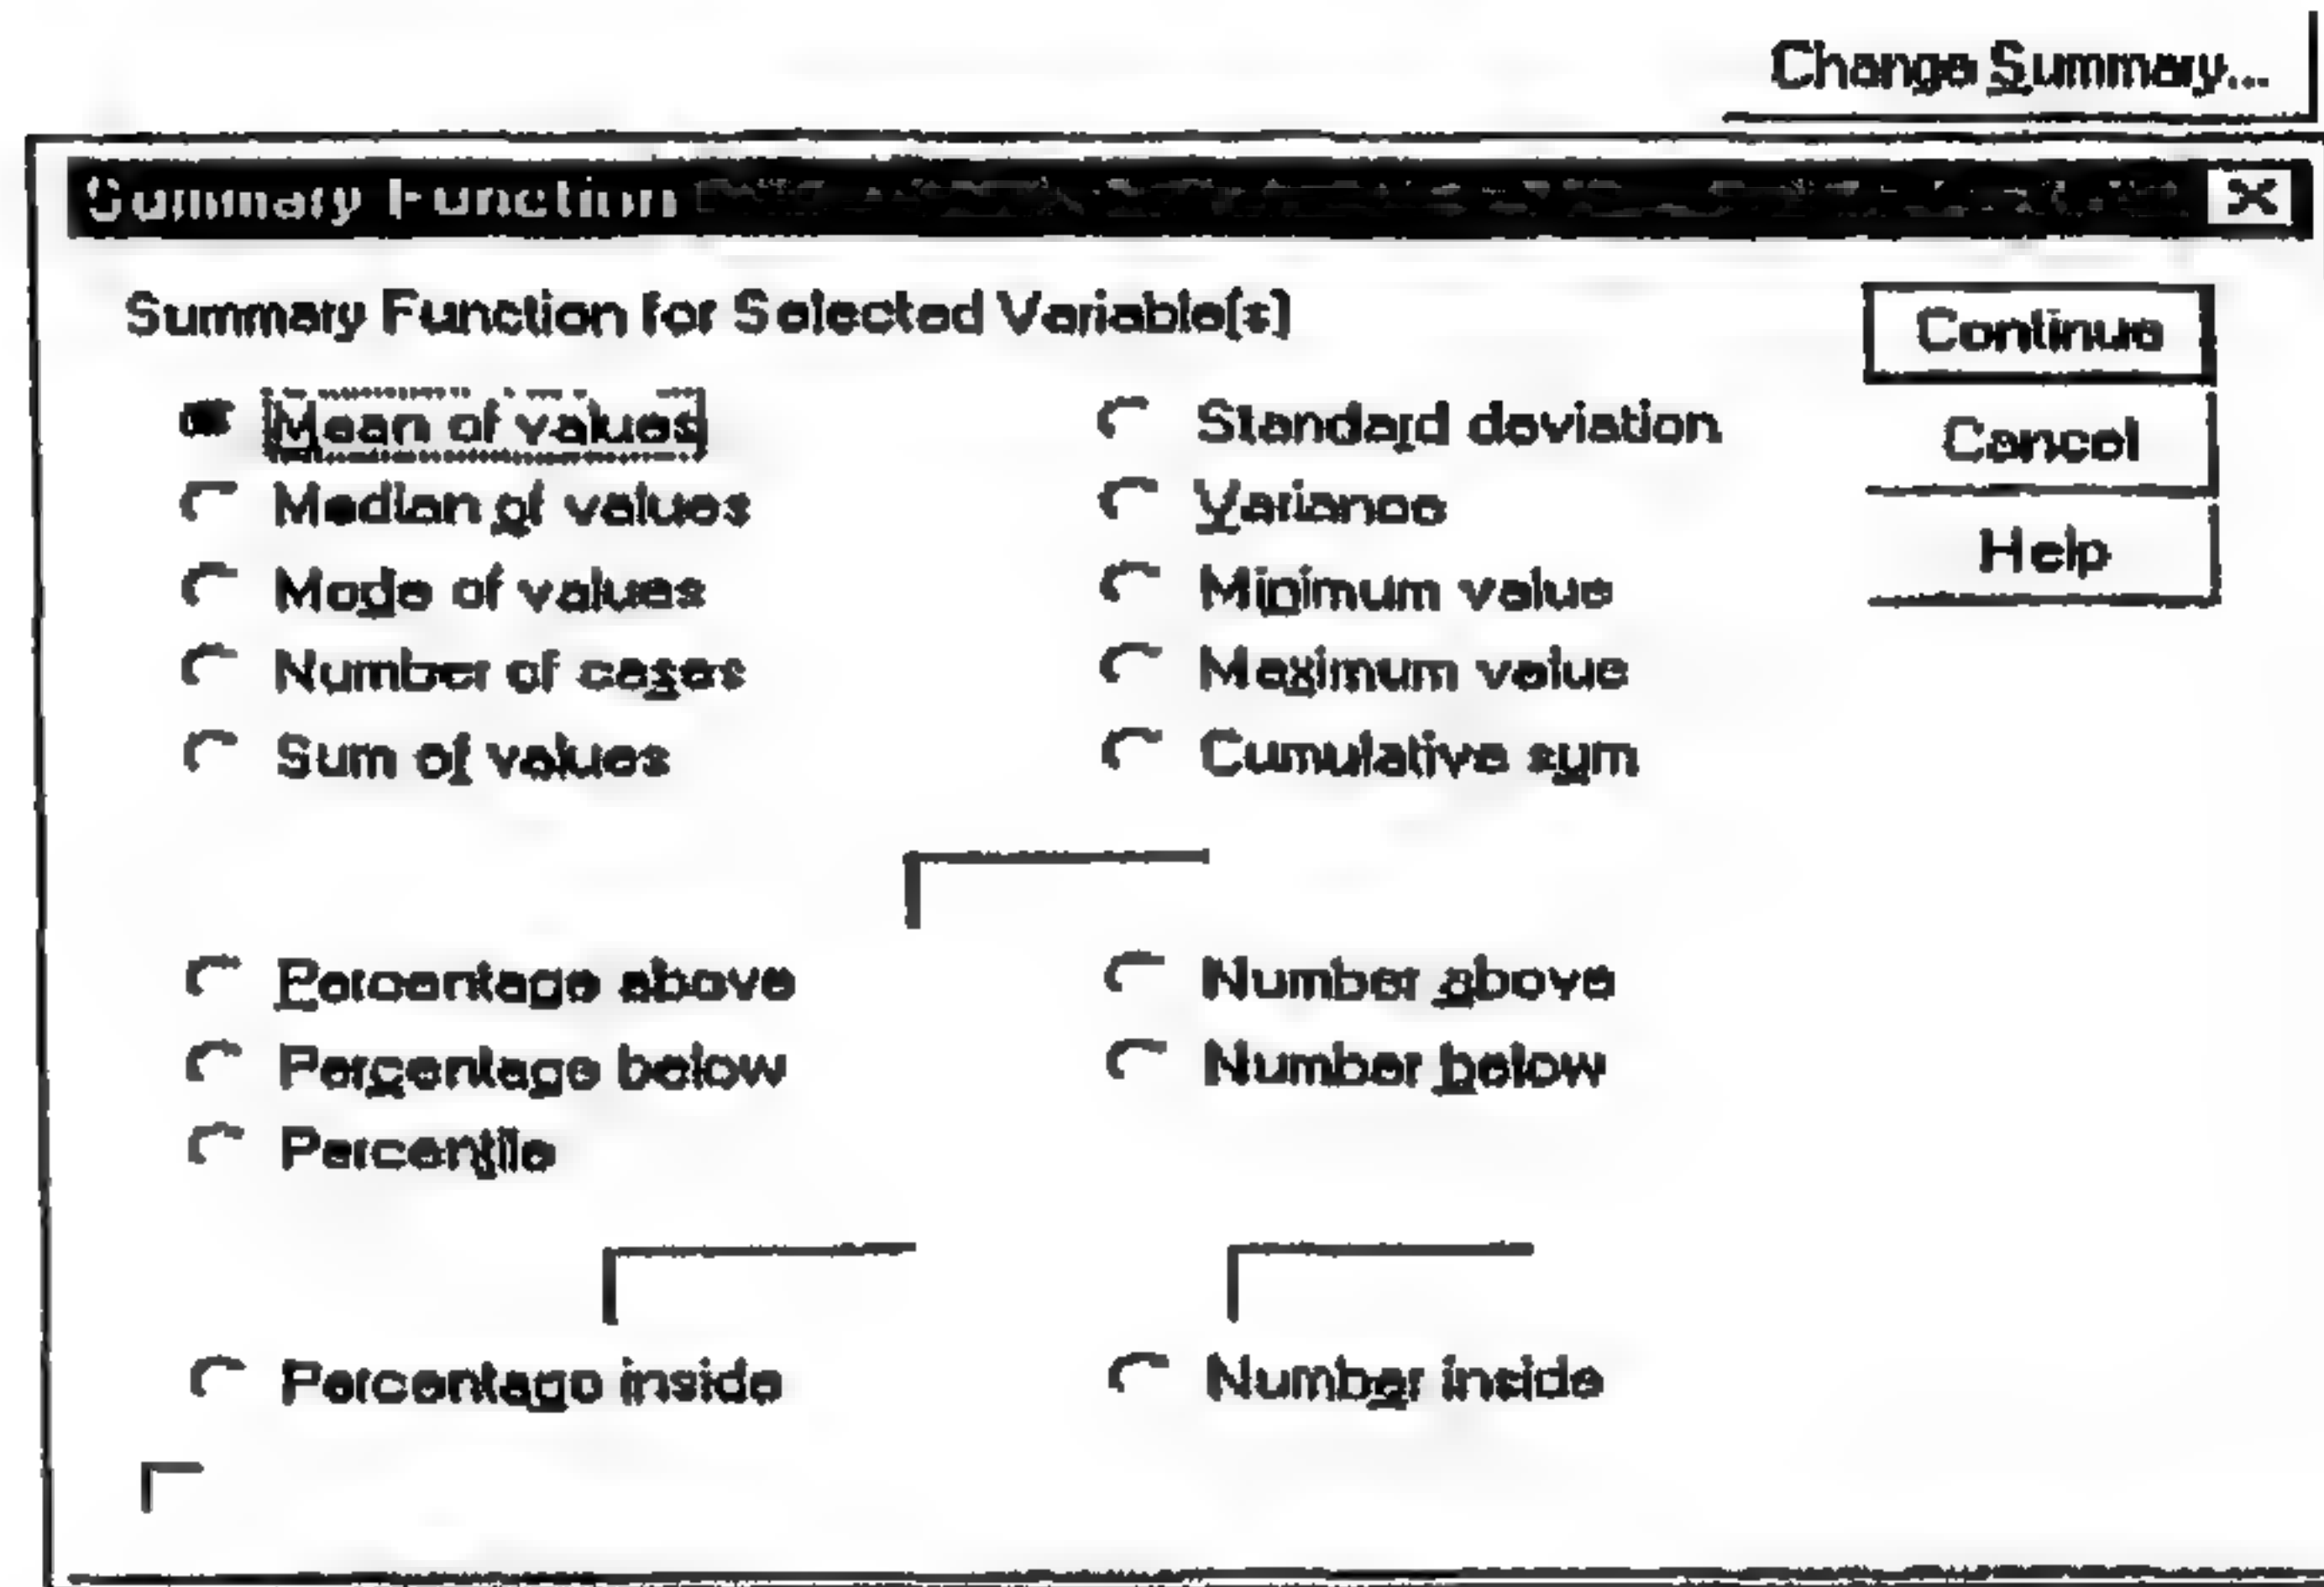 Change Summary...
Summary Function
Summary Function for Selected Variable(s)
Continue
Mean of values
Standard deviation
Cancel
Median of values
Variance
Help
Mode of values
Minimum value
Number of cases
Maximum value
Sum of values
Cumulative sum
Percentage above
Number above
Percentage below
Number below
Percentile
Percentage inside
Number inside